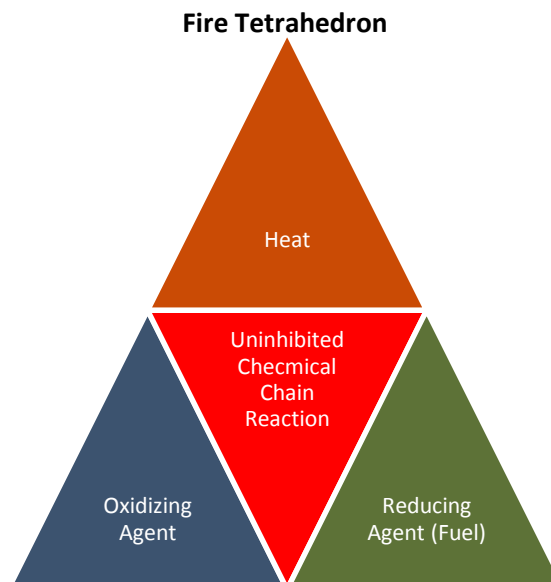 Fire Tetrahedron
Heat
Uninhibited
Checmical
Chain
Reaction
Oxidizing
Agent
Reducing
Agent (Fuel)